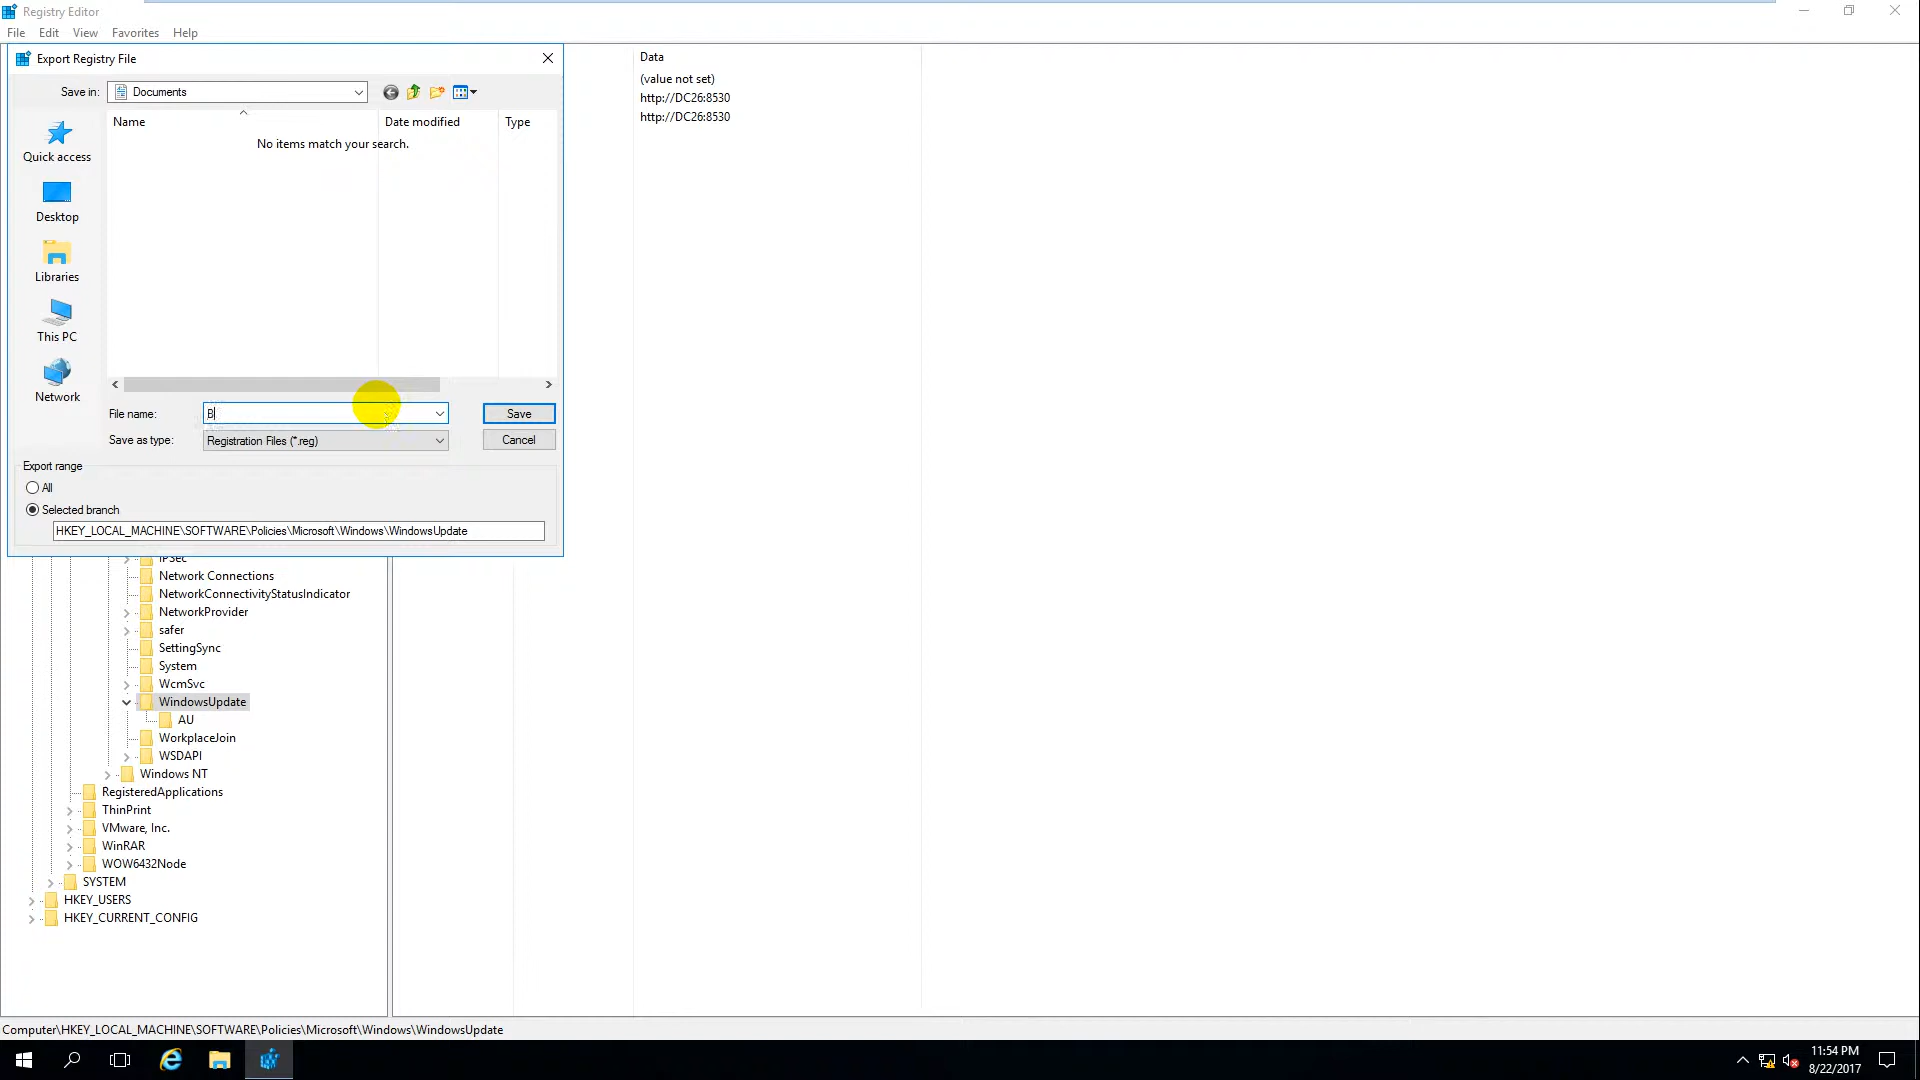 Registry Editor
File Edit View Favorites Help
Export Registry File
Save in: Documents
Name Date modified Type
No items match your search.
Quick access
Desktop
Libraries
This PC
Network
File name: B
Save
Save as type: Registration Files (*.reg)
Cancel
Export range
All
Selected branch
HKEY_LOCAL_MACHINE\SOFTWARE\Policies\Microsoft\Windows\WindowsUpdate
Data
(value not set)
http://DC26:8530
http://DC26:8530
IPSec
Network Connections
NetworkConnectivityStatusIndicator
NetworkProvider
safer
SettingSync
System
WcmSvc
WindowsUpdate
AU
WorkplaceJoin
WSDAPI
Windows NT
RegisteredApplications
ThinPrint
VMware, Inc.
WinRAR
WOW6432Node
SYSTEM
HKEY_USERS
HKEY_CURRENT_CONFIG
Computer\HKEY_LOCAL_MACHINE\SOFTWARE\Policies\Microsoft\Windows\WindowsUpdate
11:54 PM
8/22/2017